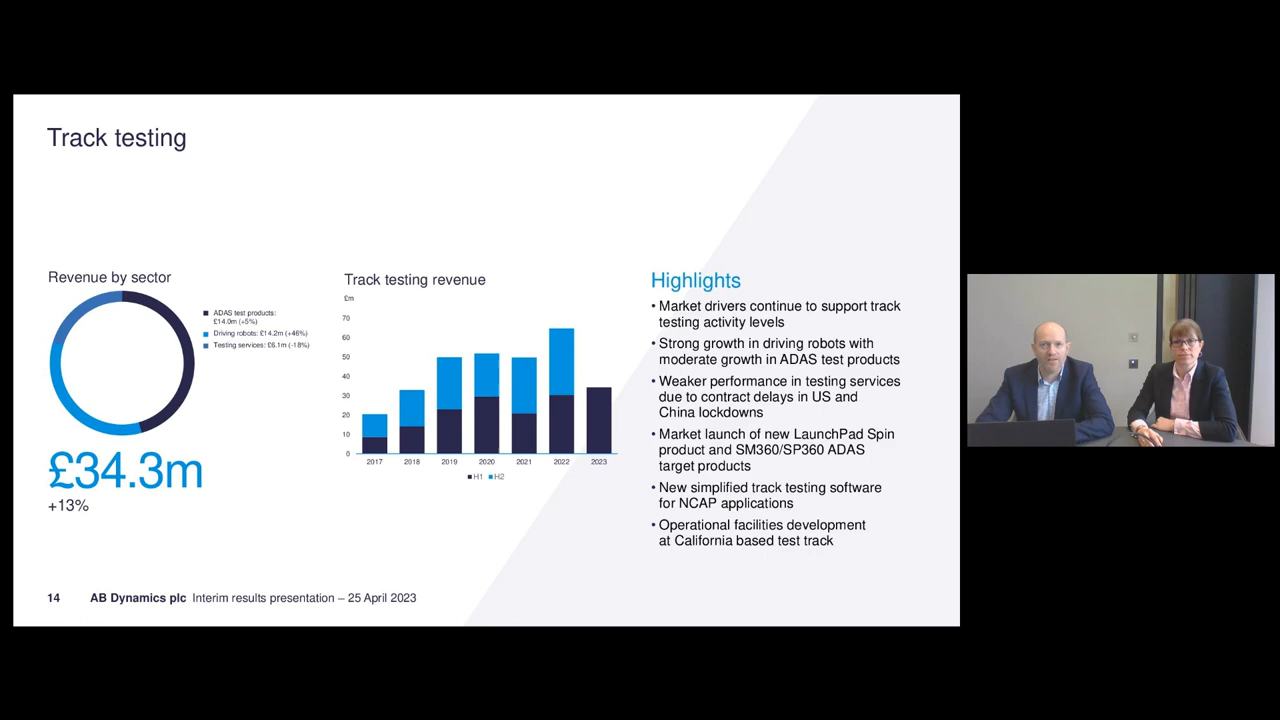 Track testing
Revenue by sector
ADAS test products:
£14.0m (+5%)
Driving robots: £14.2m (+46%)
Testing services: £6.1m (-18%)
£34.3m
+13%
Track testing revenue
£m
70
60
50
40
30
20
10
0
2017 2018 2019 2020 2021 2022 2023
H1 H2
Highlights
• Market drivers continue to support track
testing activity levels
• Strong growth in driving robots with
moderate growth in ADAS test products
• Weaker performance in testing services
due to contract delays in US and
China lockdowns
• Market launch of new LaunchPad Spin
product and SM360/SP360 ADAS
target products
• New simplified track testing software
for NCAP applications
• Operational facilities development
at California based test track
14 AB Dynamics plc Interim results presentation – 25 April 2023